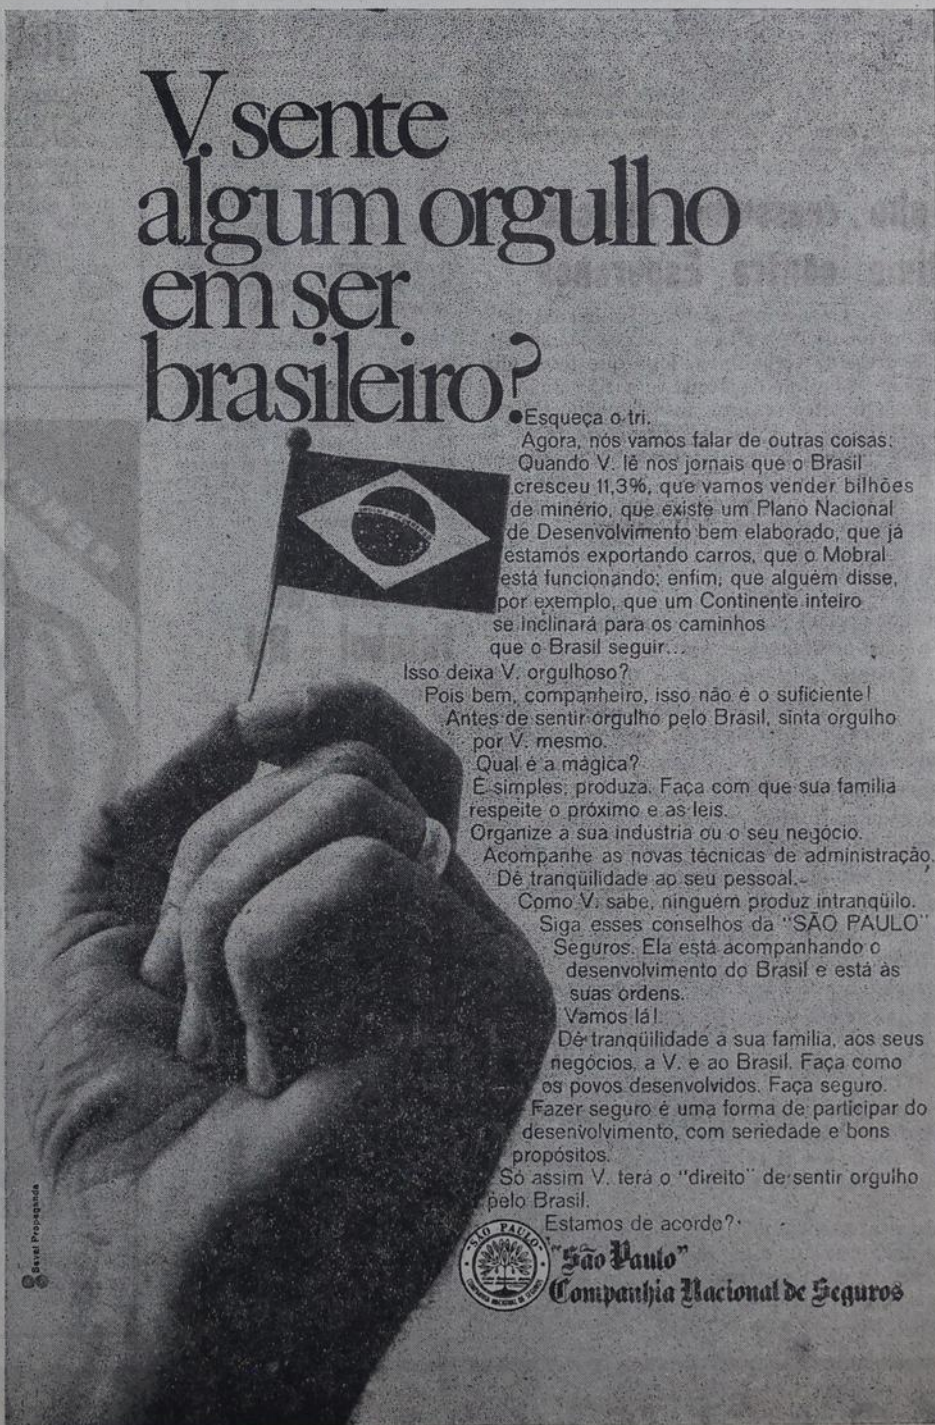 V. sente
algum orgulho
em ser
brasileiro?
Esqueça o tri.
Agora, nós vamos falar de outras coisas:
Quando V. lê nos jornais que o Brasil
cresceu 11,3%, que vamos vender bilhões
de minério, que existe um Plano Nacional
de Desenvolvimento bem elaborado, que já
estamos exportando carros, que o Mobral
está funcionando; enfim, que alguém disse,
por exemplo, que um Continente inteiro
se inclinará para os caminhos
que o Brasil seguir...
Isso deixa V. orgulhoso?
Pois bem, companheiro, isso não é o suficiente!
Antes de sentir orgulho pelo Brasil, sinta orgulho
por V. mesmo.
Qual é a mágica?
É simples; produza. Faça com que sua família
respeite o próximo e as leis.
Organize a sua indústria ou o seu negócio.
Acompanhe as novas técnicas de administração.
Dê tranqüilidade ao seu pessoal.
Como V. sabe, ninguém produz intranqüilo.
Siga esses conselhos da "SÃO PAULO"
Seguros. Ela está acompanhando o
desenvolvimento do Brasil e está às
suas ordens.
Vamos lá!
Dê tranqüilidade a sua família, aos seus
negócios, a V. e ao Brasil. Faça como
os povos desenvolvidos. Faça seguro.
Fazer seguro é uma forma de participar do
desenvolvimento, com seriedade e bons
propósitos.
Só assim V. terá o "direito" de sentir orgulho
pelo Brasil.
Estamos de acordo?
SÃO PAULO
COMPANHIA NACIONAL DE SEGUROS
"São Paulo"
Companhia Nacional de Seguros
Propaganda